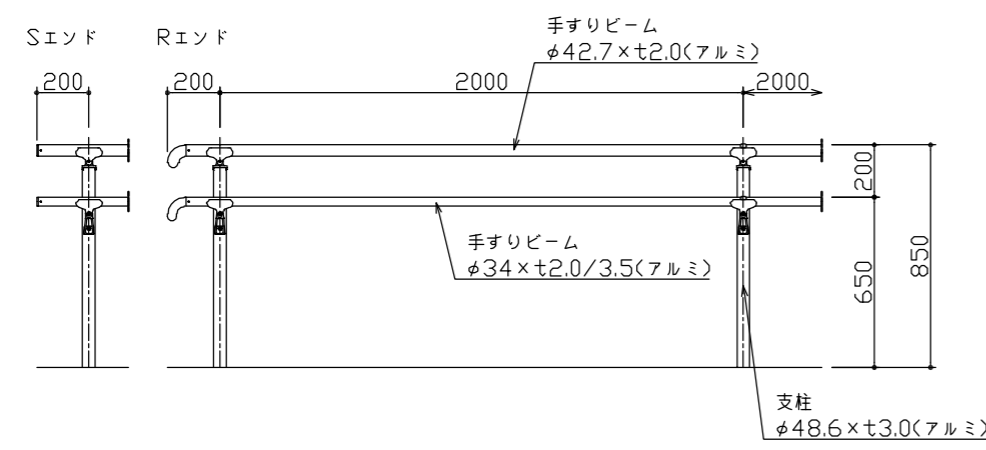 Sエンド
Rエンド
手すりビーム
φ42.7×t2.0(アルミ)
200
200
2000
2000
200
650
850
手すりビーム
φ34×t2.0/3.5(アルミ)
支柱
φ48.6×t3.0(アルミ)